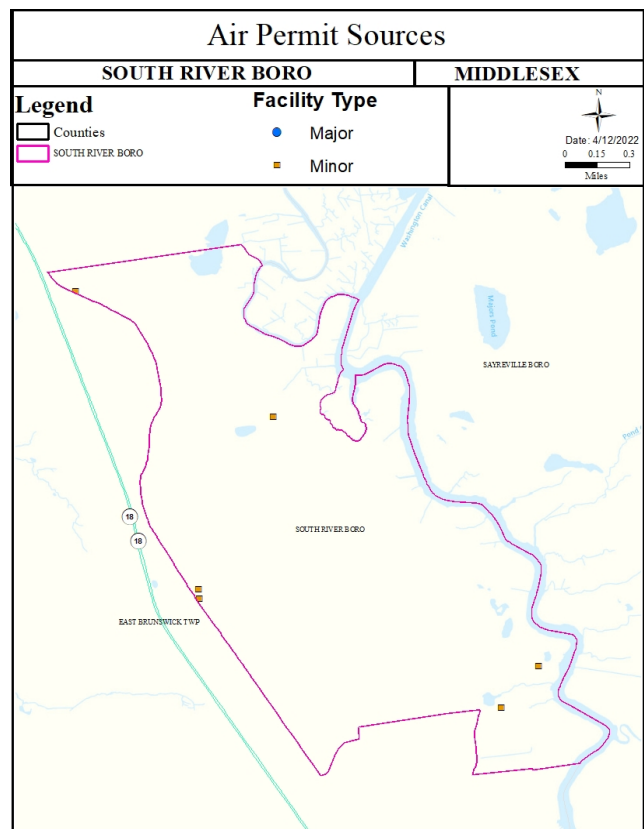 Air Permit Sources
SOUTH RIVER BORO
MIDDLESEX
Legend
Counties
SOUTH RIVER BORO
Facility Type
Major
Minor
N
Date: 4/12/2022
0 0.15 0.3
Miles
Washington Canal
Majors Pond
SAYREVILLE BORO
Pond
SOUTH RIVER BORO
18
18
EAST BRUNSWICK TWP